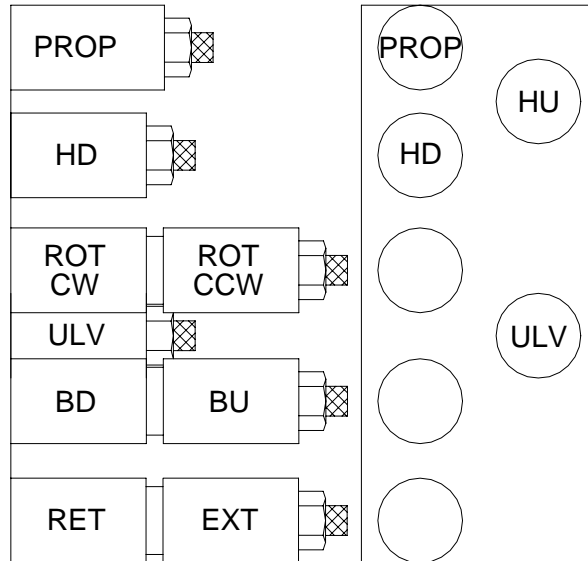 PROP
PROP
HU
HD
HD
ROT
CW
ROT
CCW
ULV
ULV
BD
BU
RET
EXT